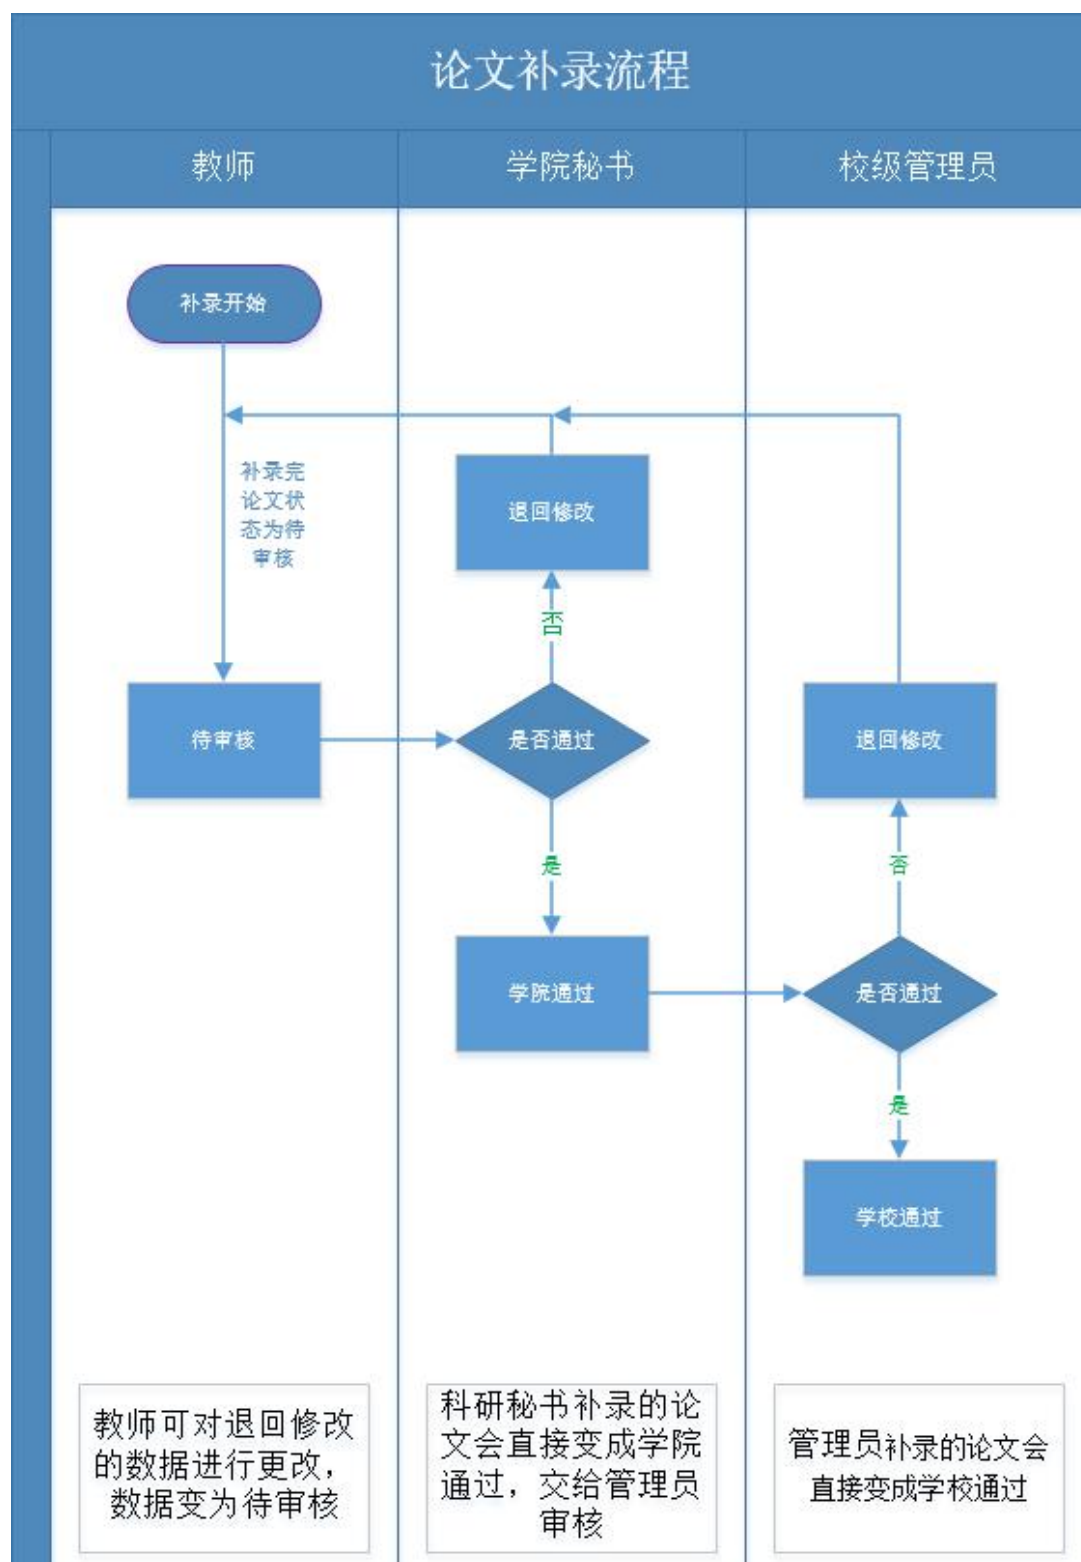 论文补录流程
教师
学院秘书
校级管理员
补录开始
补录完
论文状
态为待
审核
退回修改
否
待审核
是否通过
退回修改
是
否
学院通过
是否通过
是
学校通过
教师可对退回修改
的数据进行更改，
数据变为待审核
科研秘书补录的论
文会直接变成学院
通过，交给管理员
审核
管理员补录的论文会
直接变成学校通过